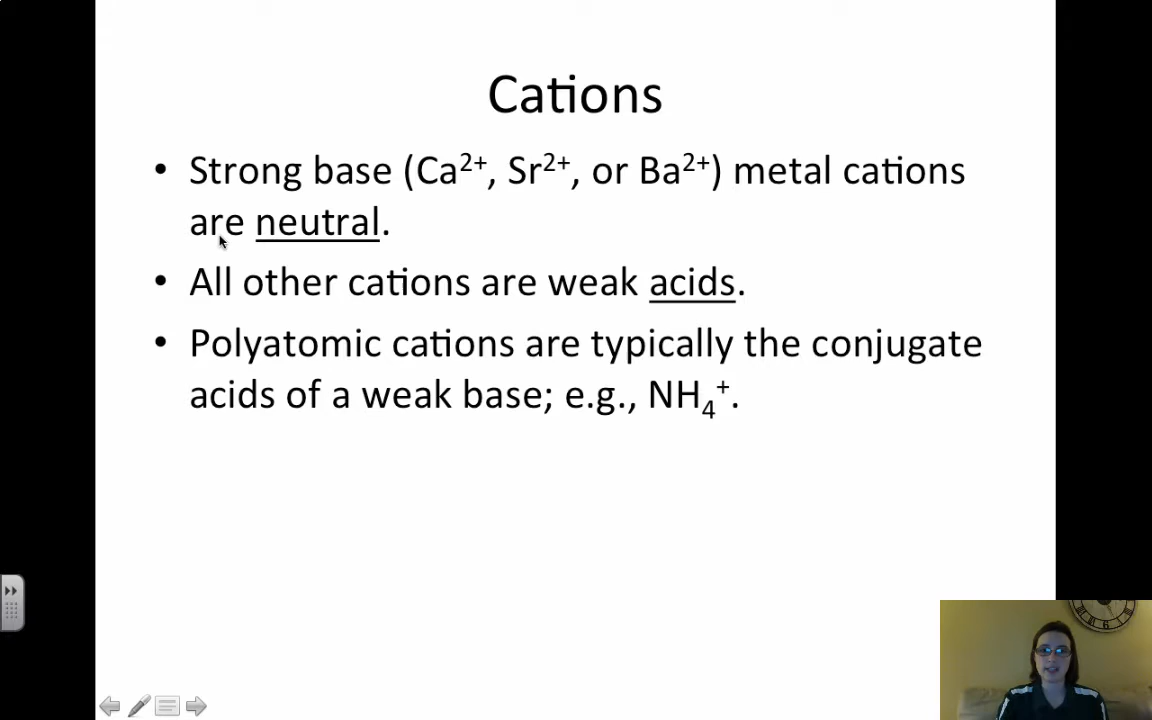 Cations
• Strong base (Ca²⁺, Sr²⁺, or Ba²⁺) metal cations
are neutral.
• All other cations are weak acids.
• Polyatomic cations are typically the conjugate
acids of a weak base; e.g., NH₄⁺.